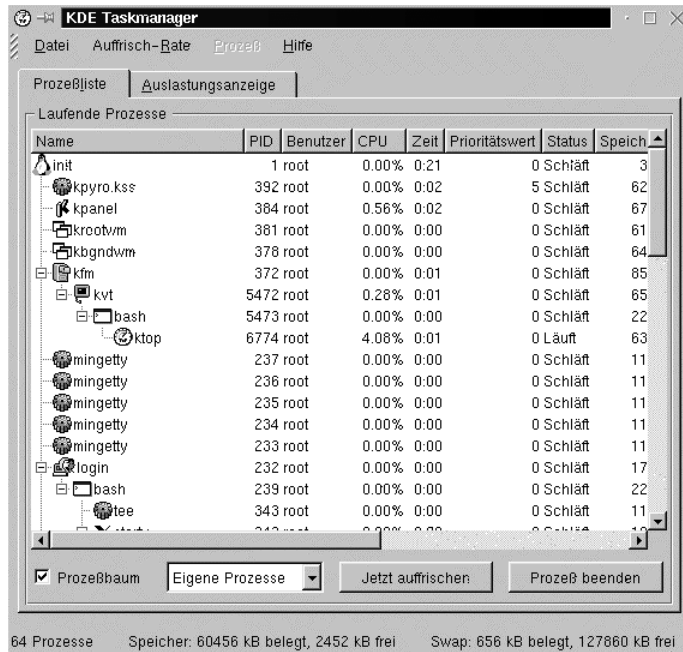 KDE Taskmanager
Datei Auffrisch-Rate Prozeß Hilfe
Prozeßliste Auslastungsanzeige
Laufende Prozesse
Name PID Benutzer CPU Zeit Prioritätswert Status Speich
init 1 root 0.00% 0:21 0 Schläft 3
kpyro.kss 392 root 0.00% 0:02 5 Schläft 62
kpanel 384 root 0.56% 0:02 0 Schläft 67
krootwm 381 root 0.00% 0:00 0 Schläft 61
kbgndwm 378 root 0.00% 0:00 0 Schläft 64
kfm 372 root 0.00% 0:01 0 Schläft 85
kvt 5472 root 0.28% 0:01 0 Schläft 65
bash 5473 root 0.00% 0:00 0 Schläft 22
ktop 6774 root 4.08% 0:01 0 Läuft 63
mingetty 237 root 0.00% 0:00 0 Schläft 11
mingetty 236 root 0.00% 0:00 0 Schläft 11
mingetty 235 root 0.00% 0:00 0 Schläft 11
mingetty 234 root 0.00% 0:00 0 Schläft 11
mingetty 233 root 0.00% 0:00 0 Schläft 11
login 232 root 0.00% 0:00 0 Schläft 17
bash 239 root 0.00% 0:00 0 Schläft 22
tee 343 root 0.00% 0:00 0 Schläft 11
Prozeßbaum Eigene Prozesse Jetzt auffrischen Prozeß beenden
64 Prozesse Speicher: 60456 kB belegt, 2452 kB frei Swap: 656 kB belegt, 127860 kB frei